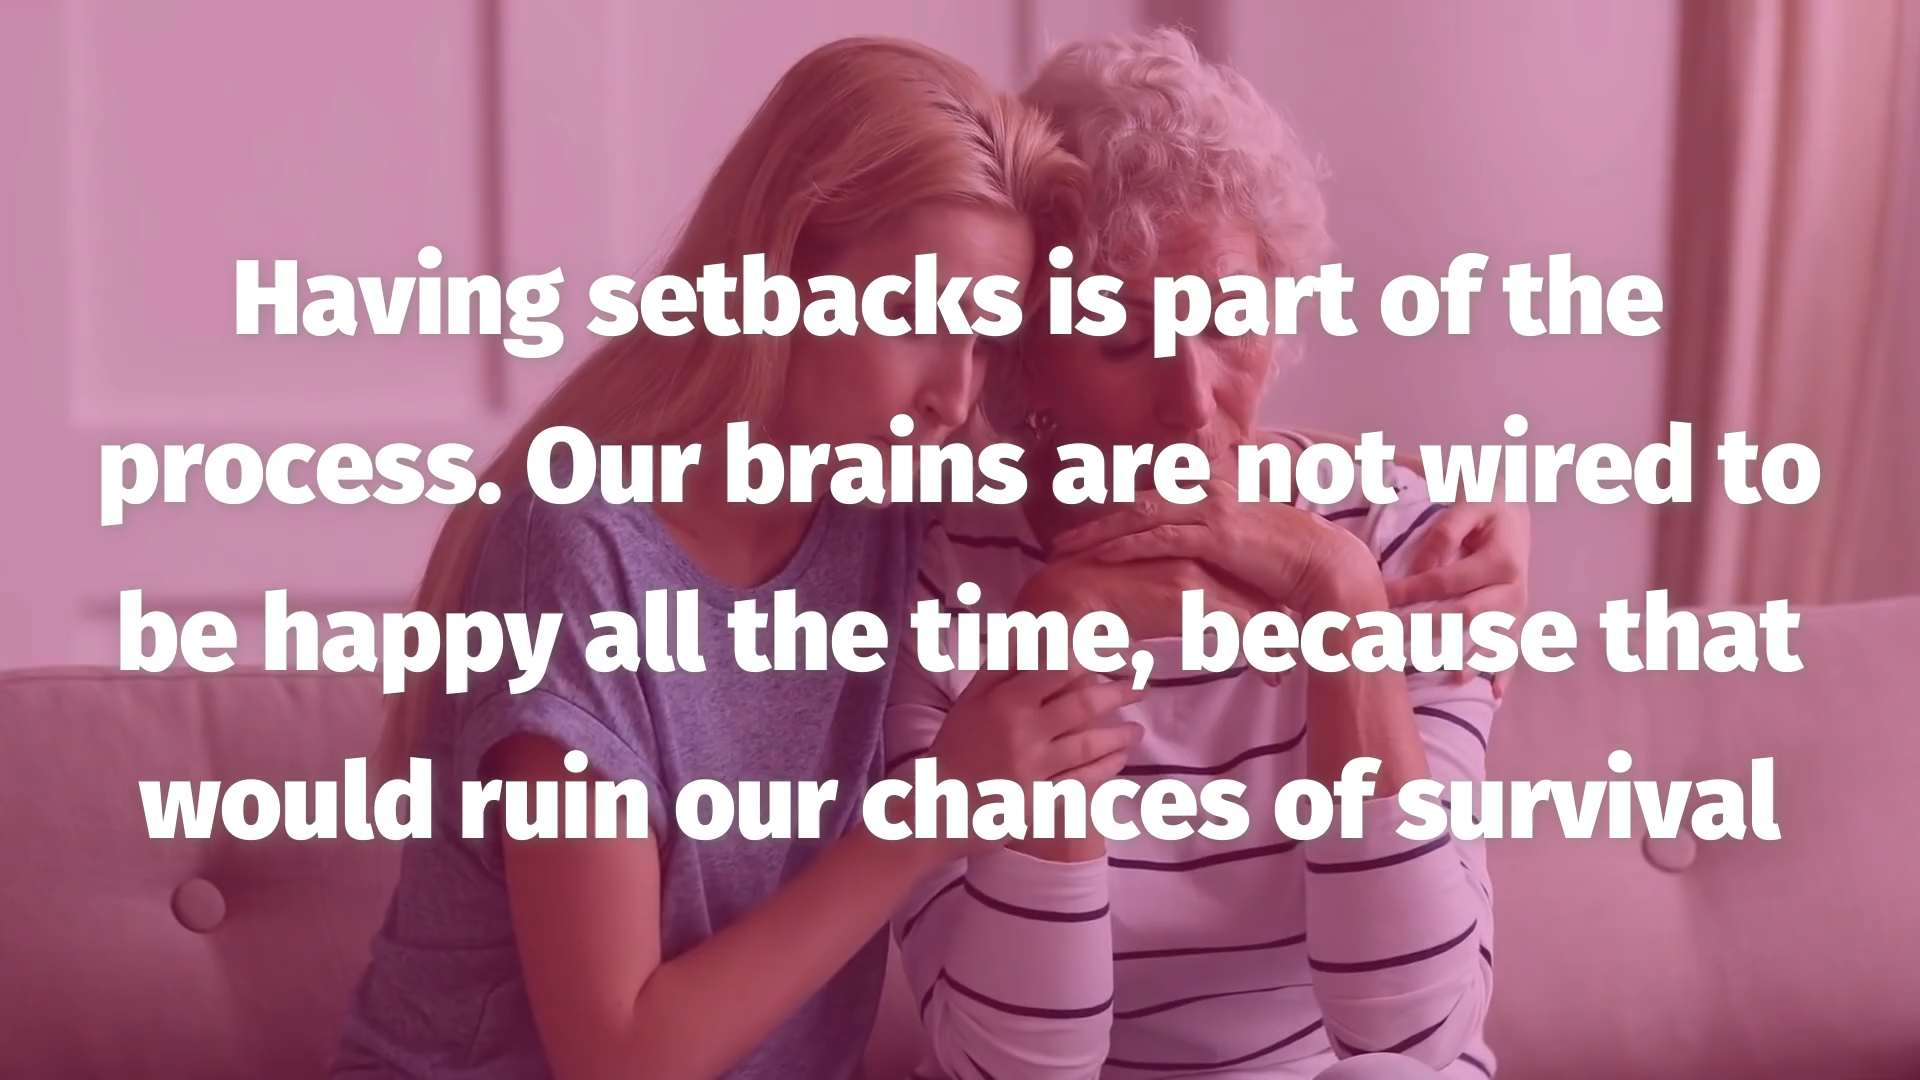 Having setbacks is part of the
process. Our brains are not wired to
be happy all the time, because that
would ruin our chances of survival